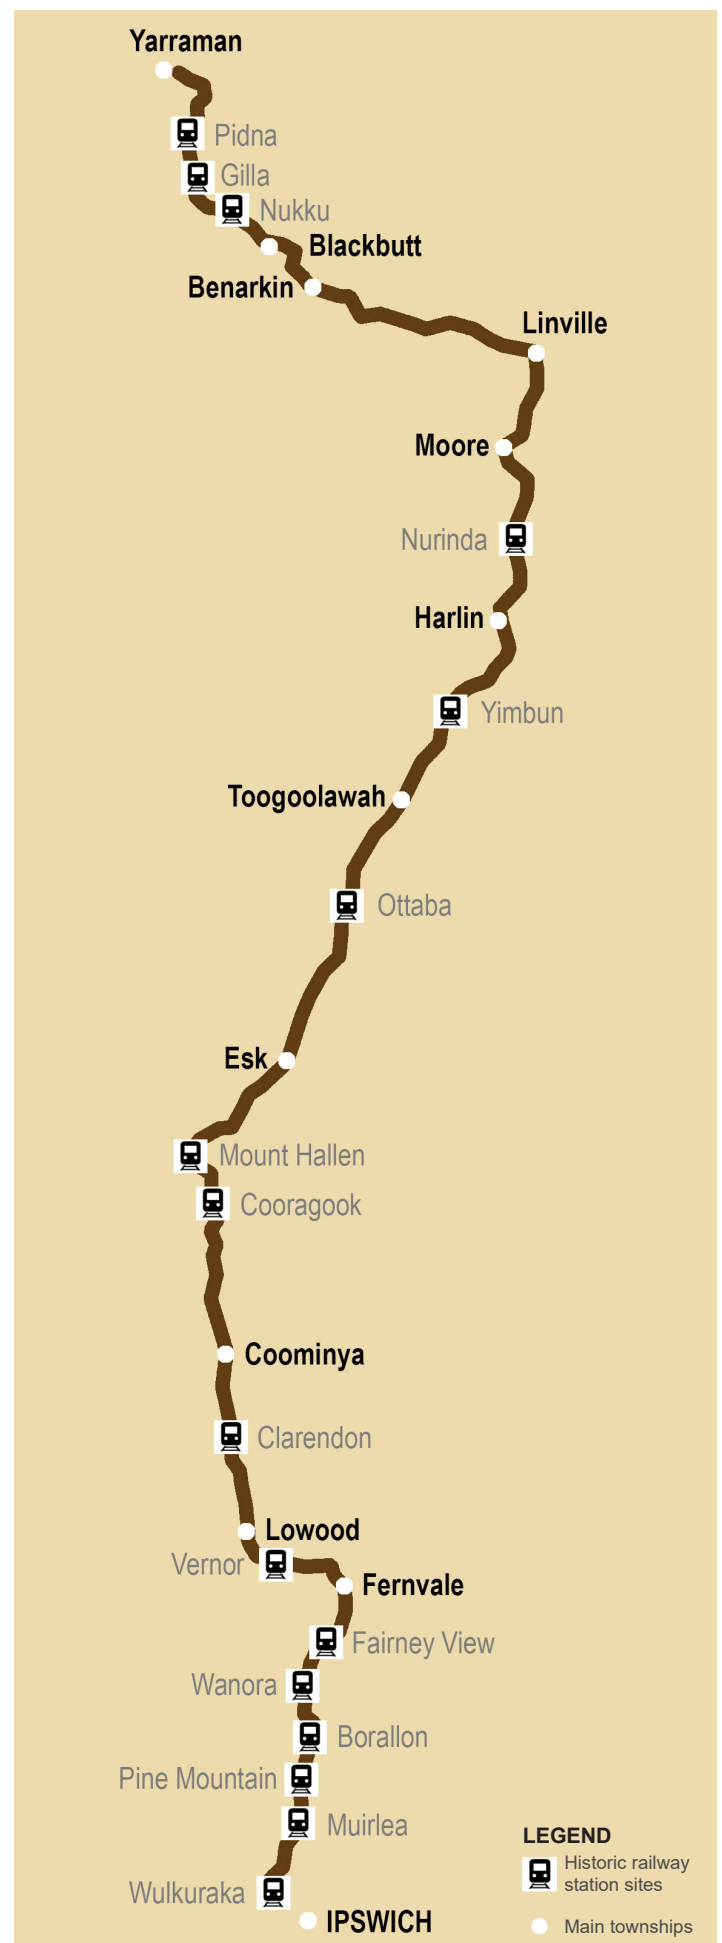 Yarraman
Pidna
Gilla
Nukku
Blackbutt
Benarkin
Linville
Moore
Nurinda
Harlin
Yimbun
Toogoolawah
Ottaba
Esk
Mount Hallen
Cooragook
Coominya
Clarendon
Lowood
Vernor
Fernvale
Fairney View
Wanora
Borallon
Pine Mountain
Muirlea
Wulkuraka
IPSWICH
LEGEND
Historic railway
station sites
Main townships